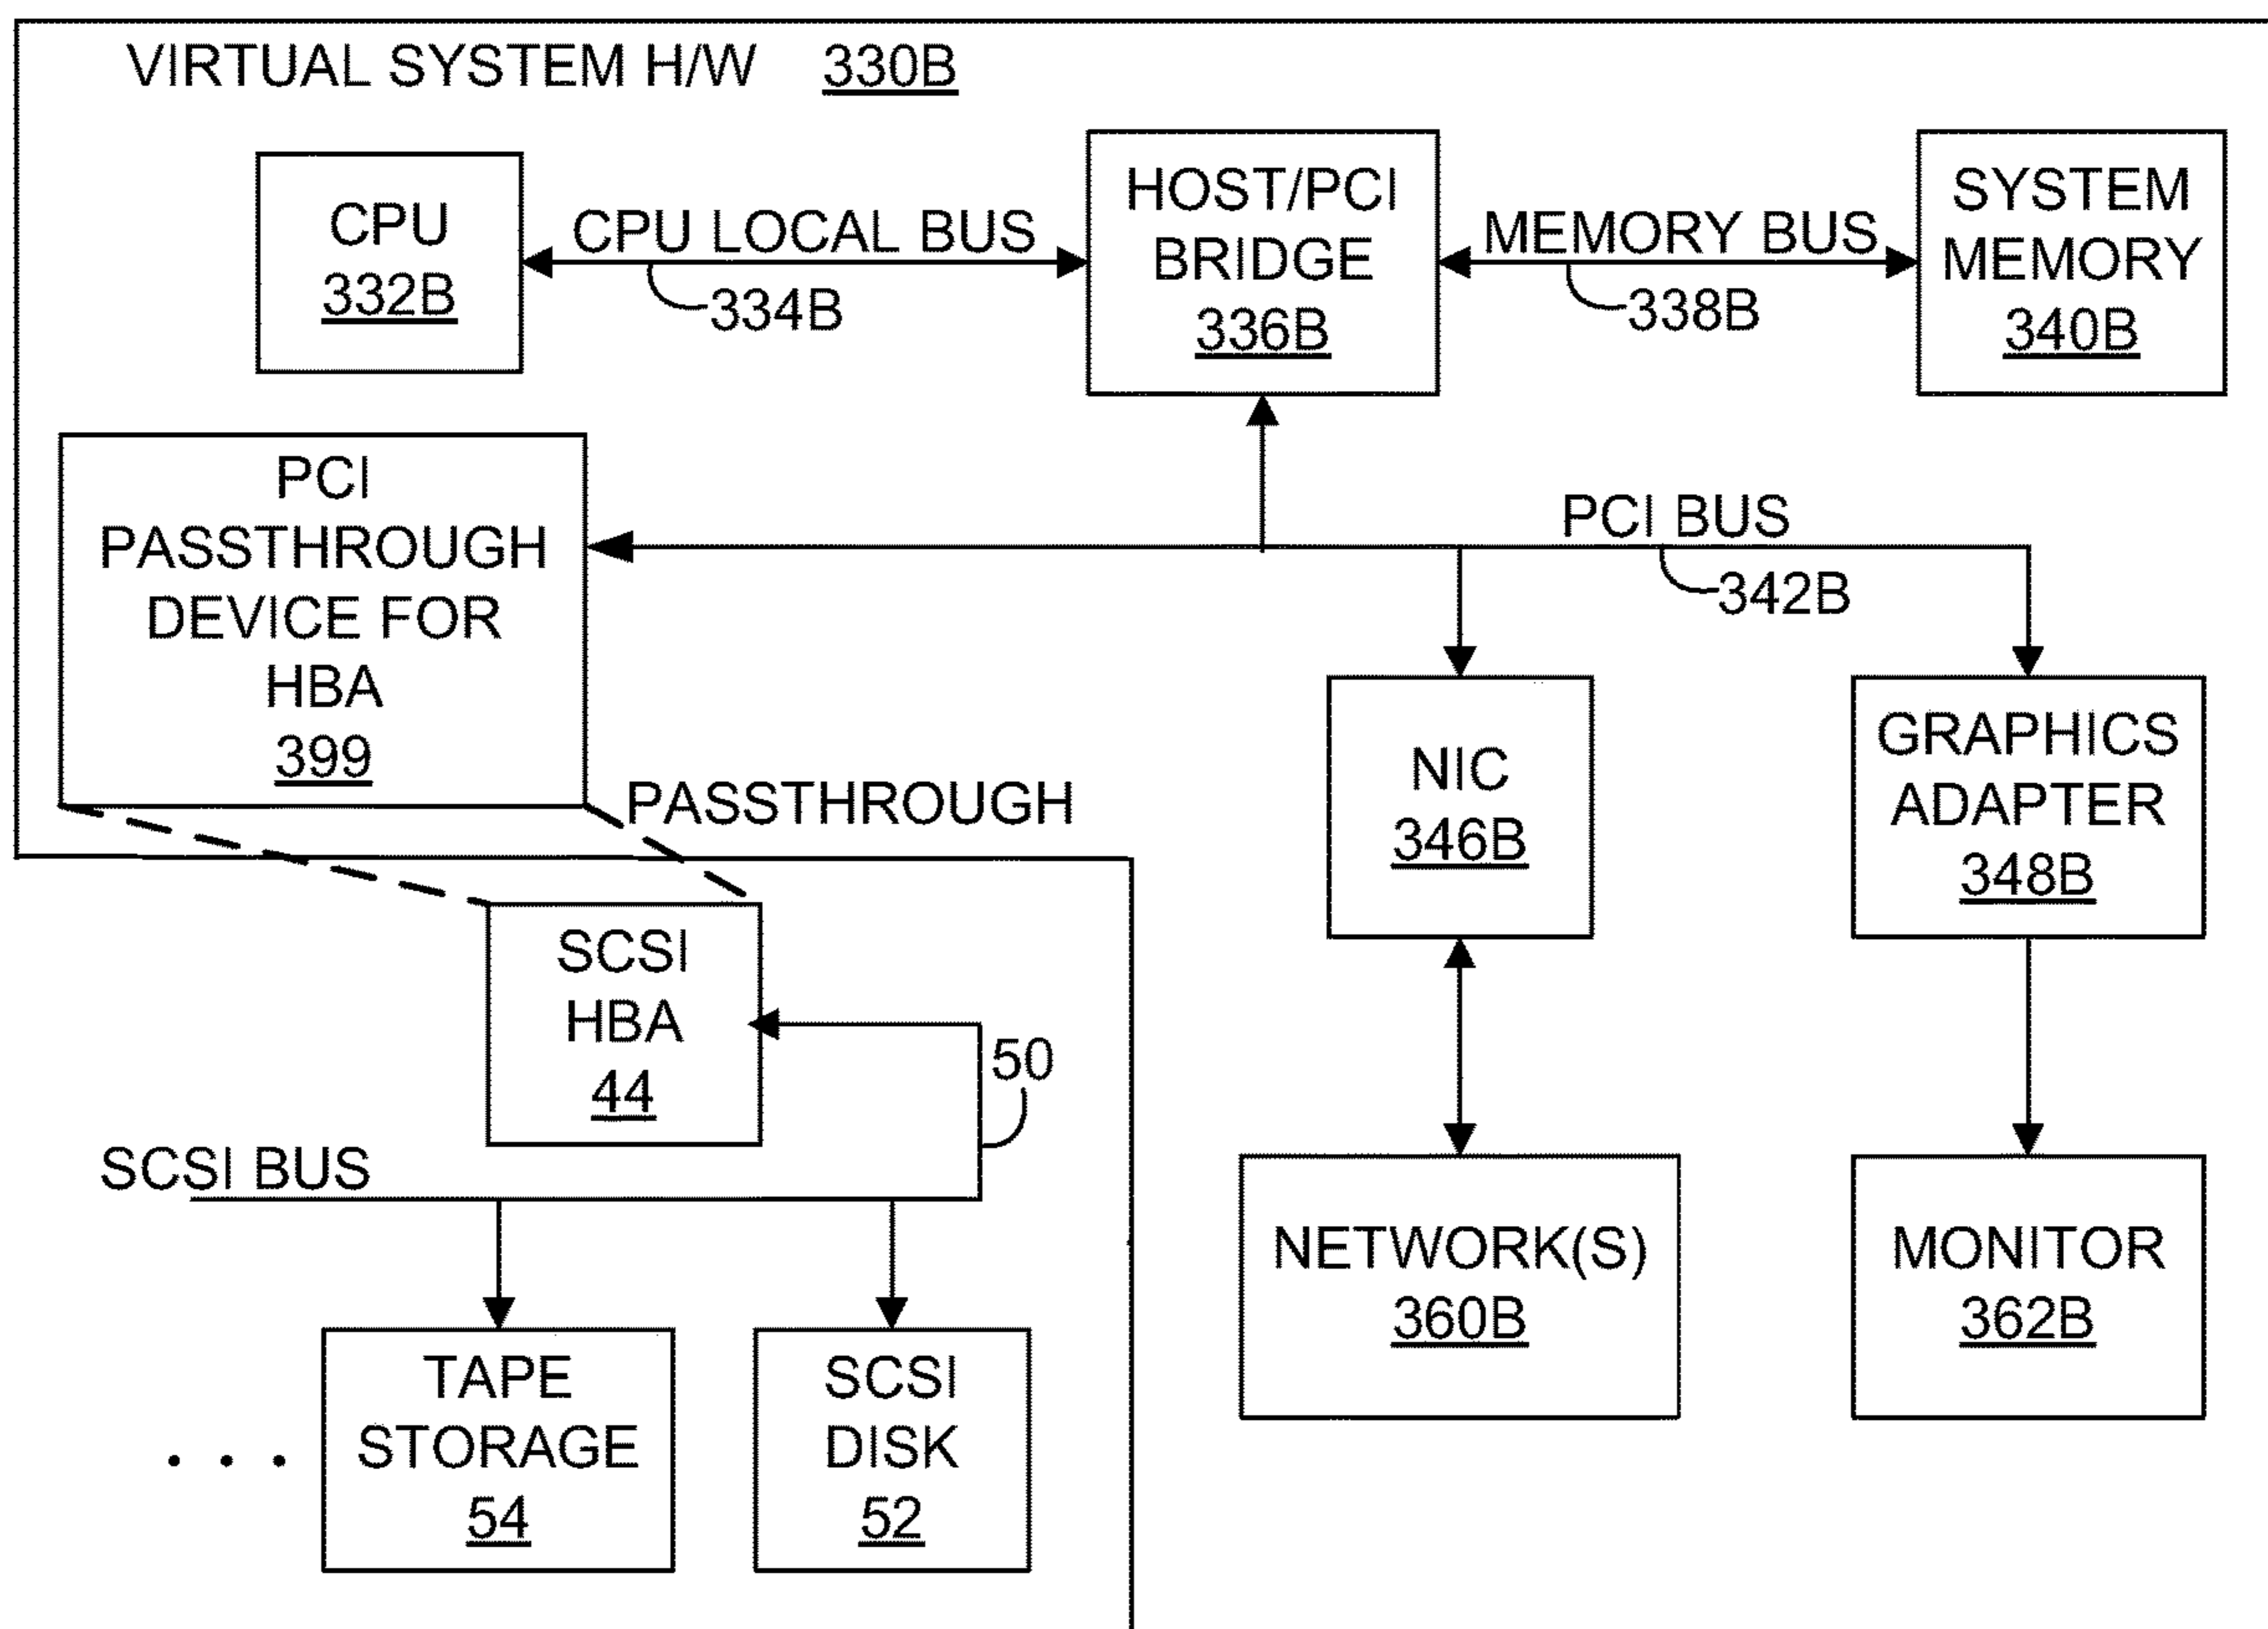 VIRTUAL SYSTEM H/W 330B
CPU
332B
CPU LOCAL BUS
334B
HOST/PCI
BRIDGE
336B
MEMORY BUS
338B
SYSTEM
MEMORY
340B
PCI
PASSTHROUGH
DEVICE FOR
HBA
399
PCI BUS
342B
PASSTHROUGH
NIC
346B
GRAPHICS
ADAPTER
348B
SCSI
HBA
44
50
SCSI BUS
NETWORK(S)
360B
MONITOR
362B
. . .
TAPE
STORAGE
54
SCSI
DISK
52